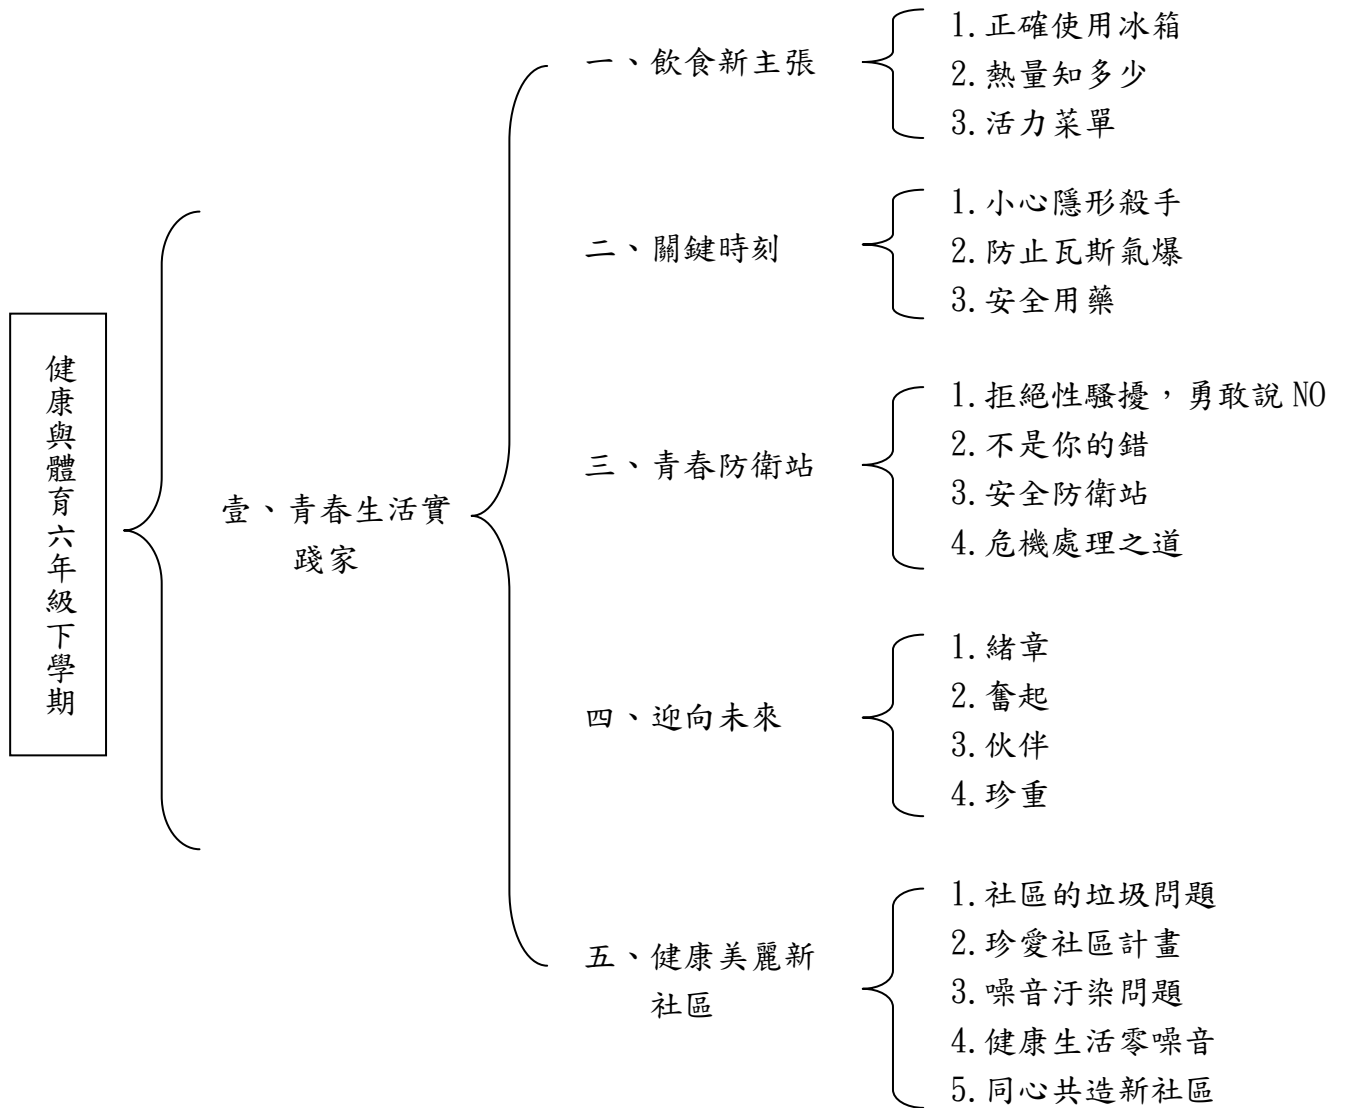 健康與體育六年級下學期
壹、青春生活實
踐家
一、飲食新主張
1.正確使用冰箱
2.熱量知多少
3.活力菜單
二、關鍵時刻
1.小心隱形殺手
2.防止瓦斯氣爆
3.安全用藥
三、青春防衛站
1.拒絕性騷擾，勇敢說 NO
2.不是你的錯
3.安全防衛站
4.危機處理之道
四、迎向未來
1.緒章
2.奮起
3.伙伴
4.珍重
五、健康美麗新
社區
1.社區的垃圾問題
2.珍愛社區計畫
3.噪音汙染問題
4.健康生活零噪音
5.同心共造新社區